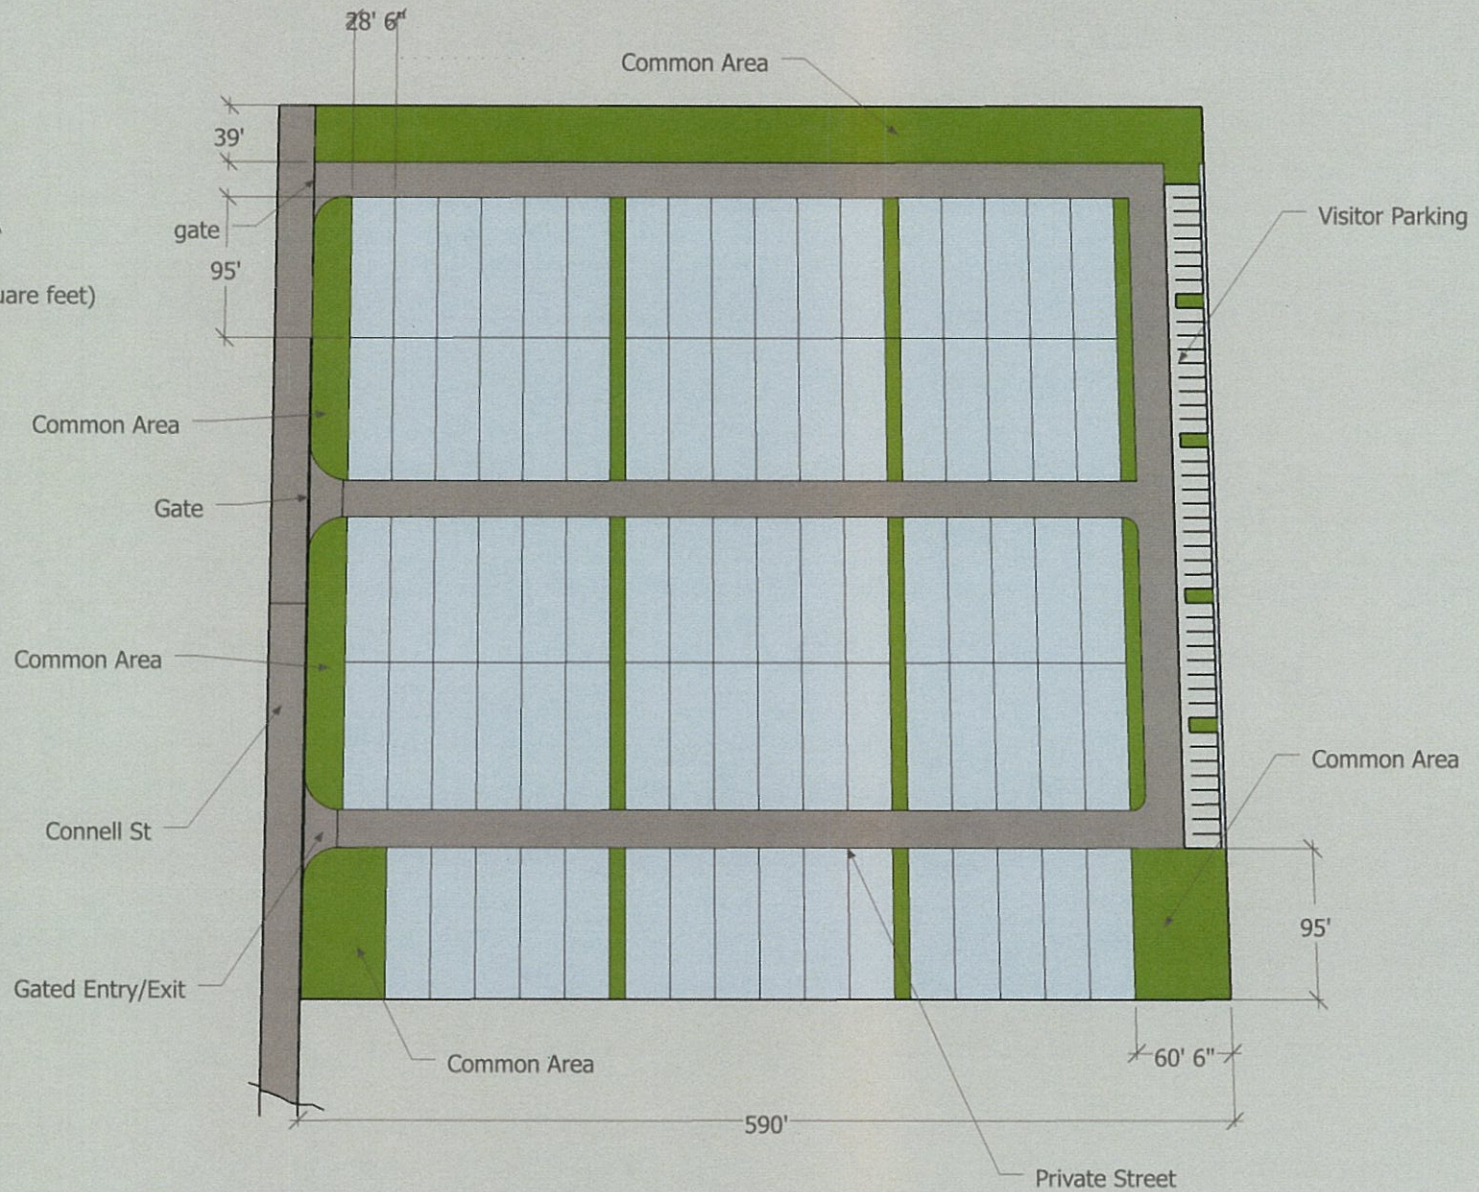 28' 6"
Common Area
39'
gate
Visitor Parking
95'
uare feet)
Common Area
Gate
Common Area
Common Area
Connell St
95'
Gated Entry/Exit
Common Area
60' 6"
590'
Private Street